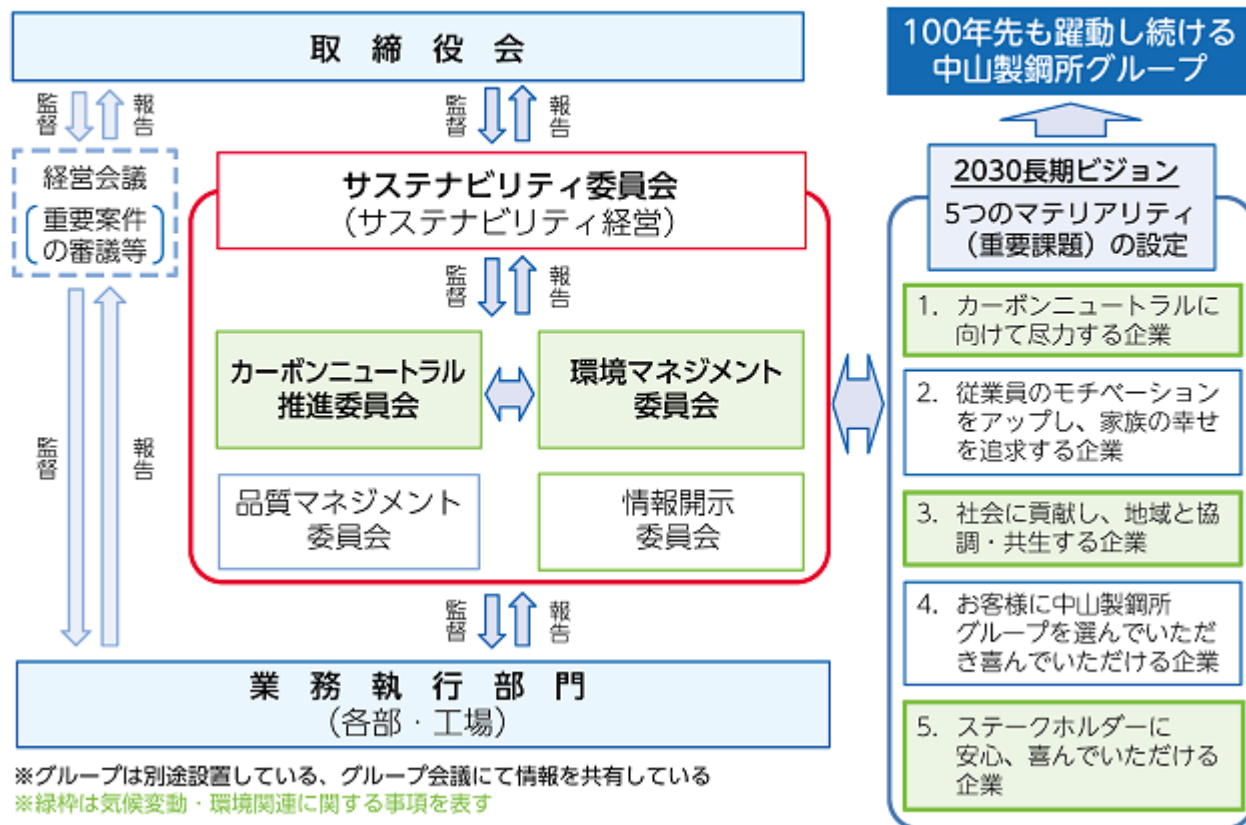 取締役会
監督
報告
監督
報告
経営会議
重要案件
の審議等
サステナビリティ委員会
（サステナビリティ経営）
監督
報告
カーボンニュートラル
推進委員会
環境マネジメント
委員会
品質マネジメント
委員会
情報開示
委員会
監督
報告
監督
報告
業務執行部門
（各部・工場）
※グループは別途設置している、グループ会議にて情報を共有している
※緑枠は気候変動・環境関連に関する事項を表す
100年先も躍動し続ける
中山製鋼所グループ
2030長期ビジョン
5つのマテリアリティ
（重要課題）の設定
1. カーボンニュートラルに
向けて尽力する企業
2. 従業員のモチベーション
をアップし、家族の幸せ
を追求する企業
3. 社会に貢献し、地域と協
調・共生する企業
4. お客様に中山製鋼所
グループを選んでいただ
き喜んでいただける企業
5. ステークホルダーに
安心、喜んでいただける
企業